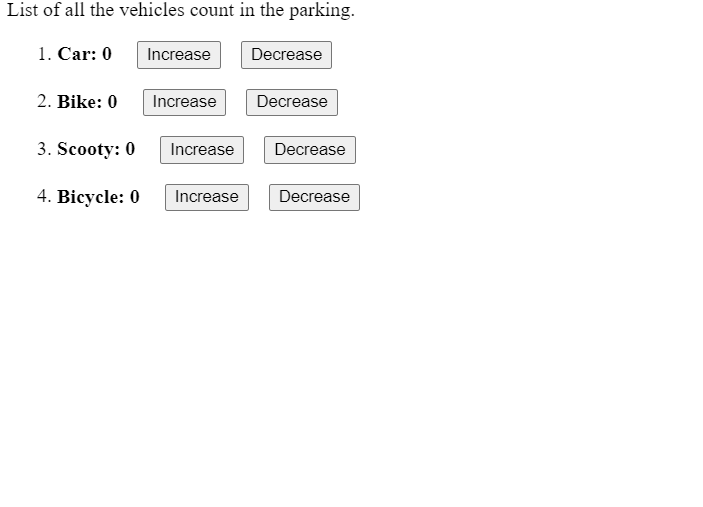 List of all the vehicles count in the parking.
1. Car: 0 Increase Decrease
2. Bike: 0 Increase Decrease
3. Scooty: 0 Increase Decrease
4. Bicycle: 0 Increase Decrease